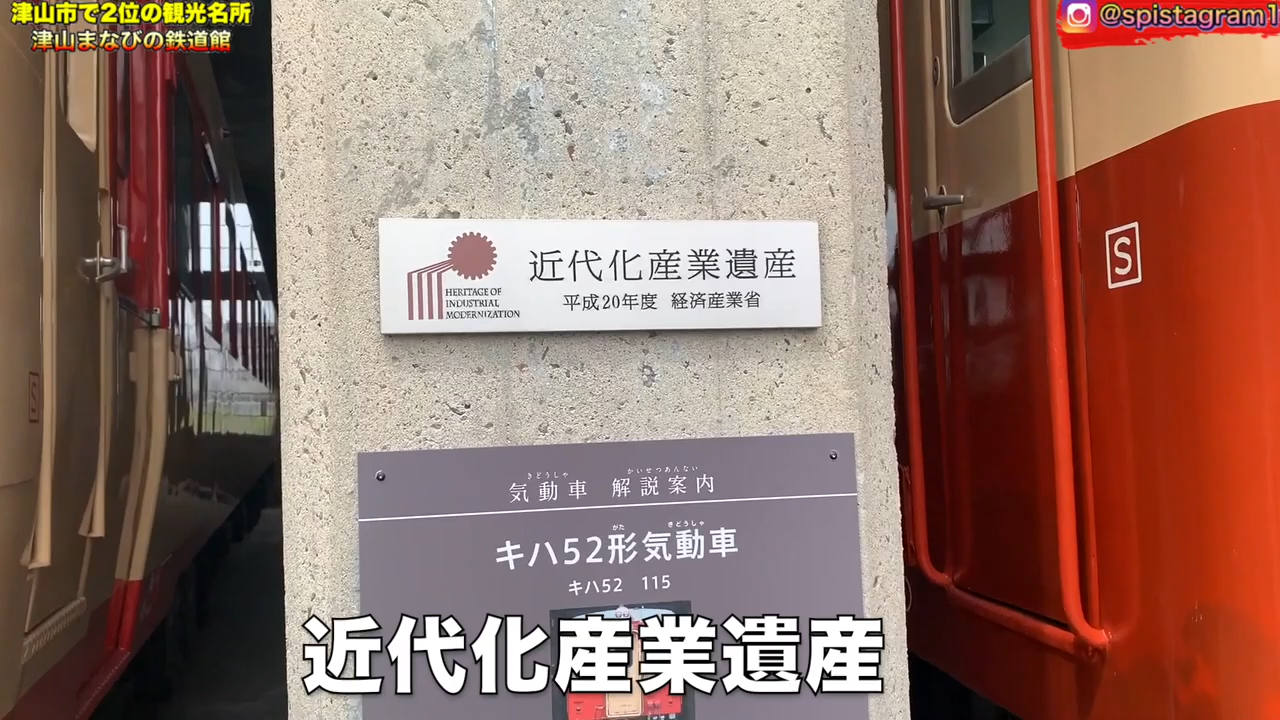 津山市で2位の観光名所
津山まなびの鉄道館
@spistagram1
HERITAGE OF
INDUSTRIAL
MODERNIZATION
近代化産業遺産
平成20年度 経済産業省
S
S
きどうしゃ かいせつあんない
気動車 解説案内
がた きどうしゃ
キハ52形気動車
キハ52 115
近代化産業遺産